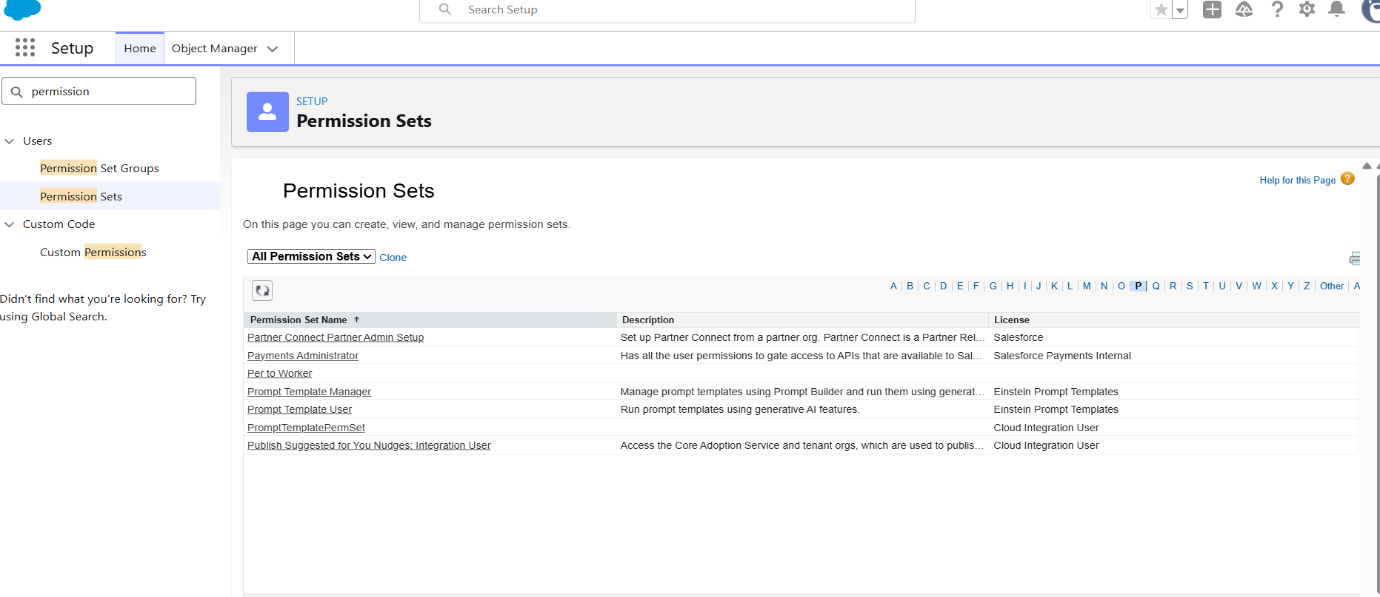 Search Setup
Setup
Home
Object Manager
permission
Users
Permission Set Groups
Permission Sets
Custom Code
Custom Permissions
Didn't find what you're looking for? Try
using Global Search.
SETUP
Permission Sets
Permission Sets
Help for this Page
On this page you can create, view, and manage permission sets.
All Permission Sets Clone
A | B | C | D | E | F | G | H | I | J | K | L | M | N | O | P | Q | R | S | T | U | V | W | X | Y | Z | Other | A
Permission Set Name ↑ Description License
Partner Connect Partner Admin Setup Set up Partner Connect from a partner org. Partner Connect is a Partner Rel... Salesforce
Payments Administrator Has all the user permissions to gate access to APIs that are available to Sal... Salesforce Payments Internal
Per to Worker
Prompt Template Manager Manage prompt templates using Prompt Builder and run them using generat... Einstein Prompt Templates
Prompt Template User Run prompt templates using generative AI features. Einstein Prompt Templates
PromptTemplatePermSet Cloud Integration User
Publish Suggested for You Nudges: Integration User Access the Core Adoption Service and tenant orgs, which are used to publis... Cloud Integration User